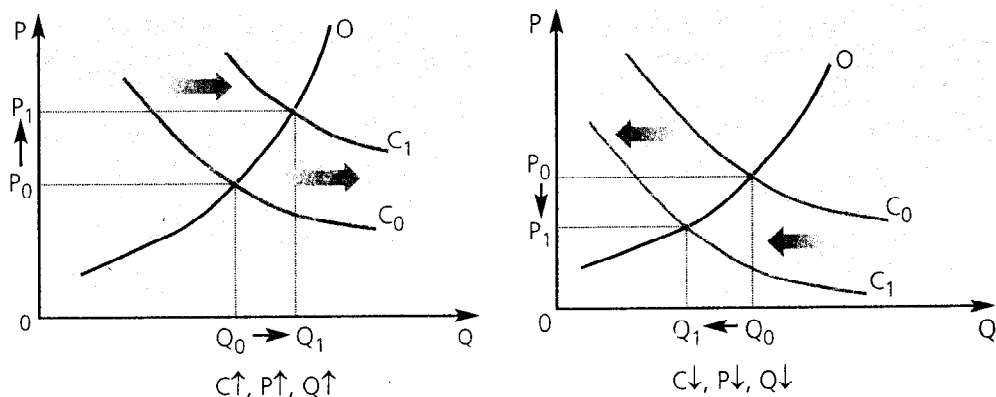 P
O
P₁
C₁
P₀
C₀
0
Q₀
Q₁
Q
C↑, P↑, Q↑
P
O
P₀
C₀
P₁
C₁
0
Q₁
Q₀
Q
C↓, P↓, Q↓